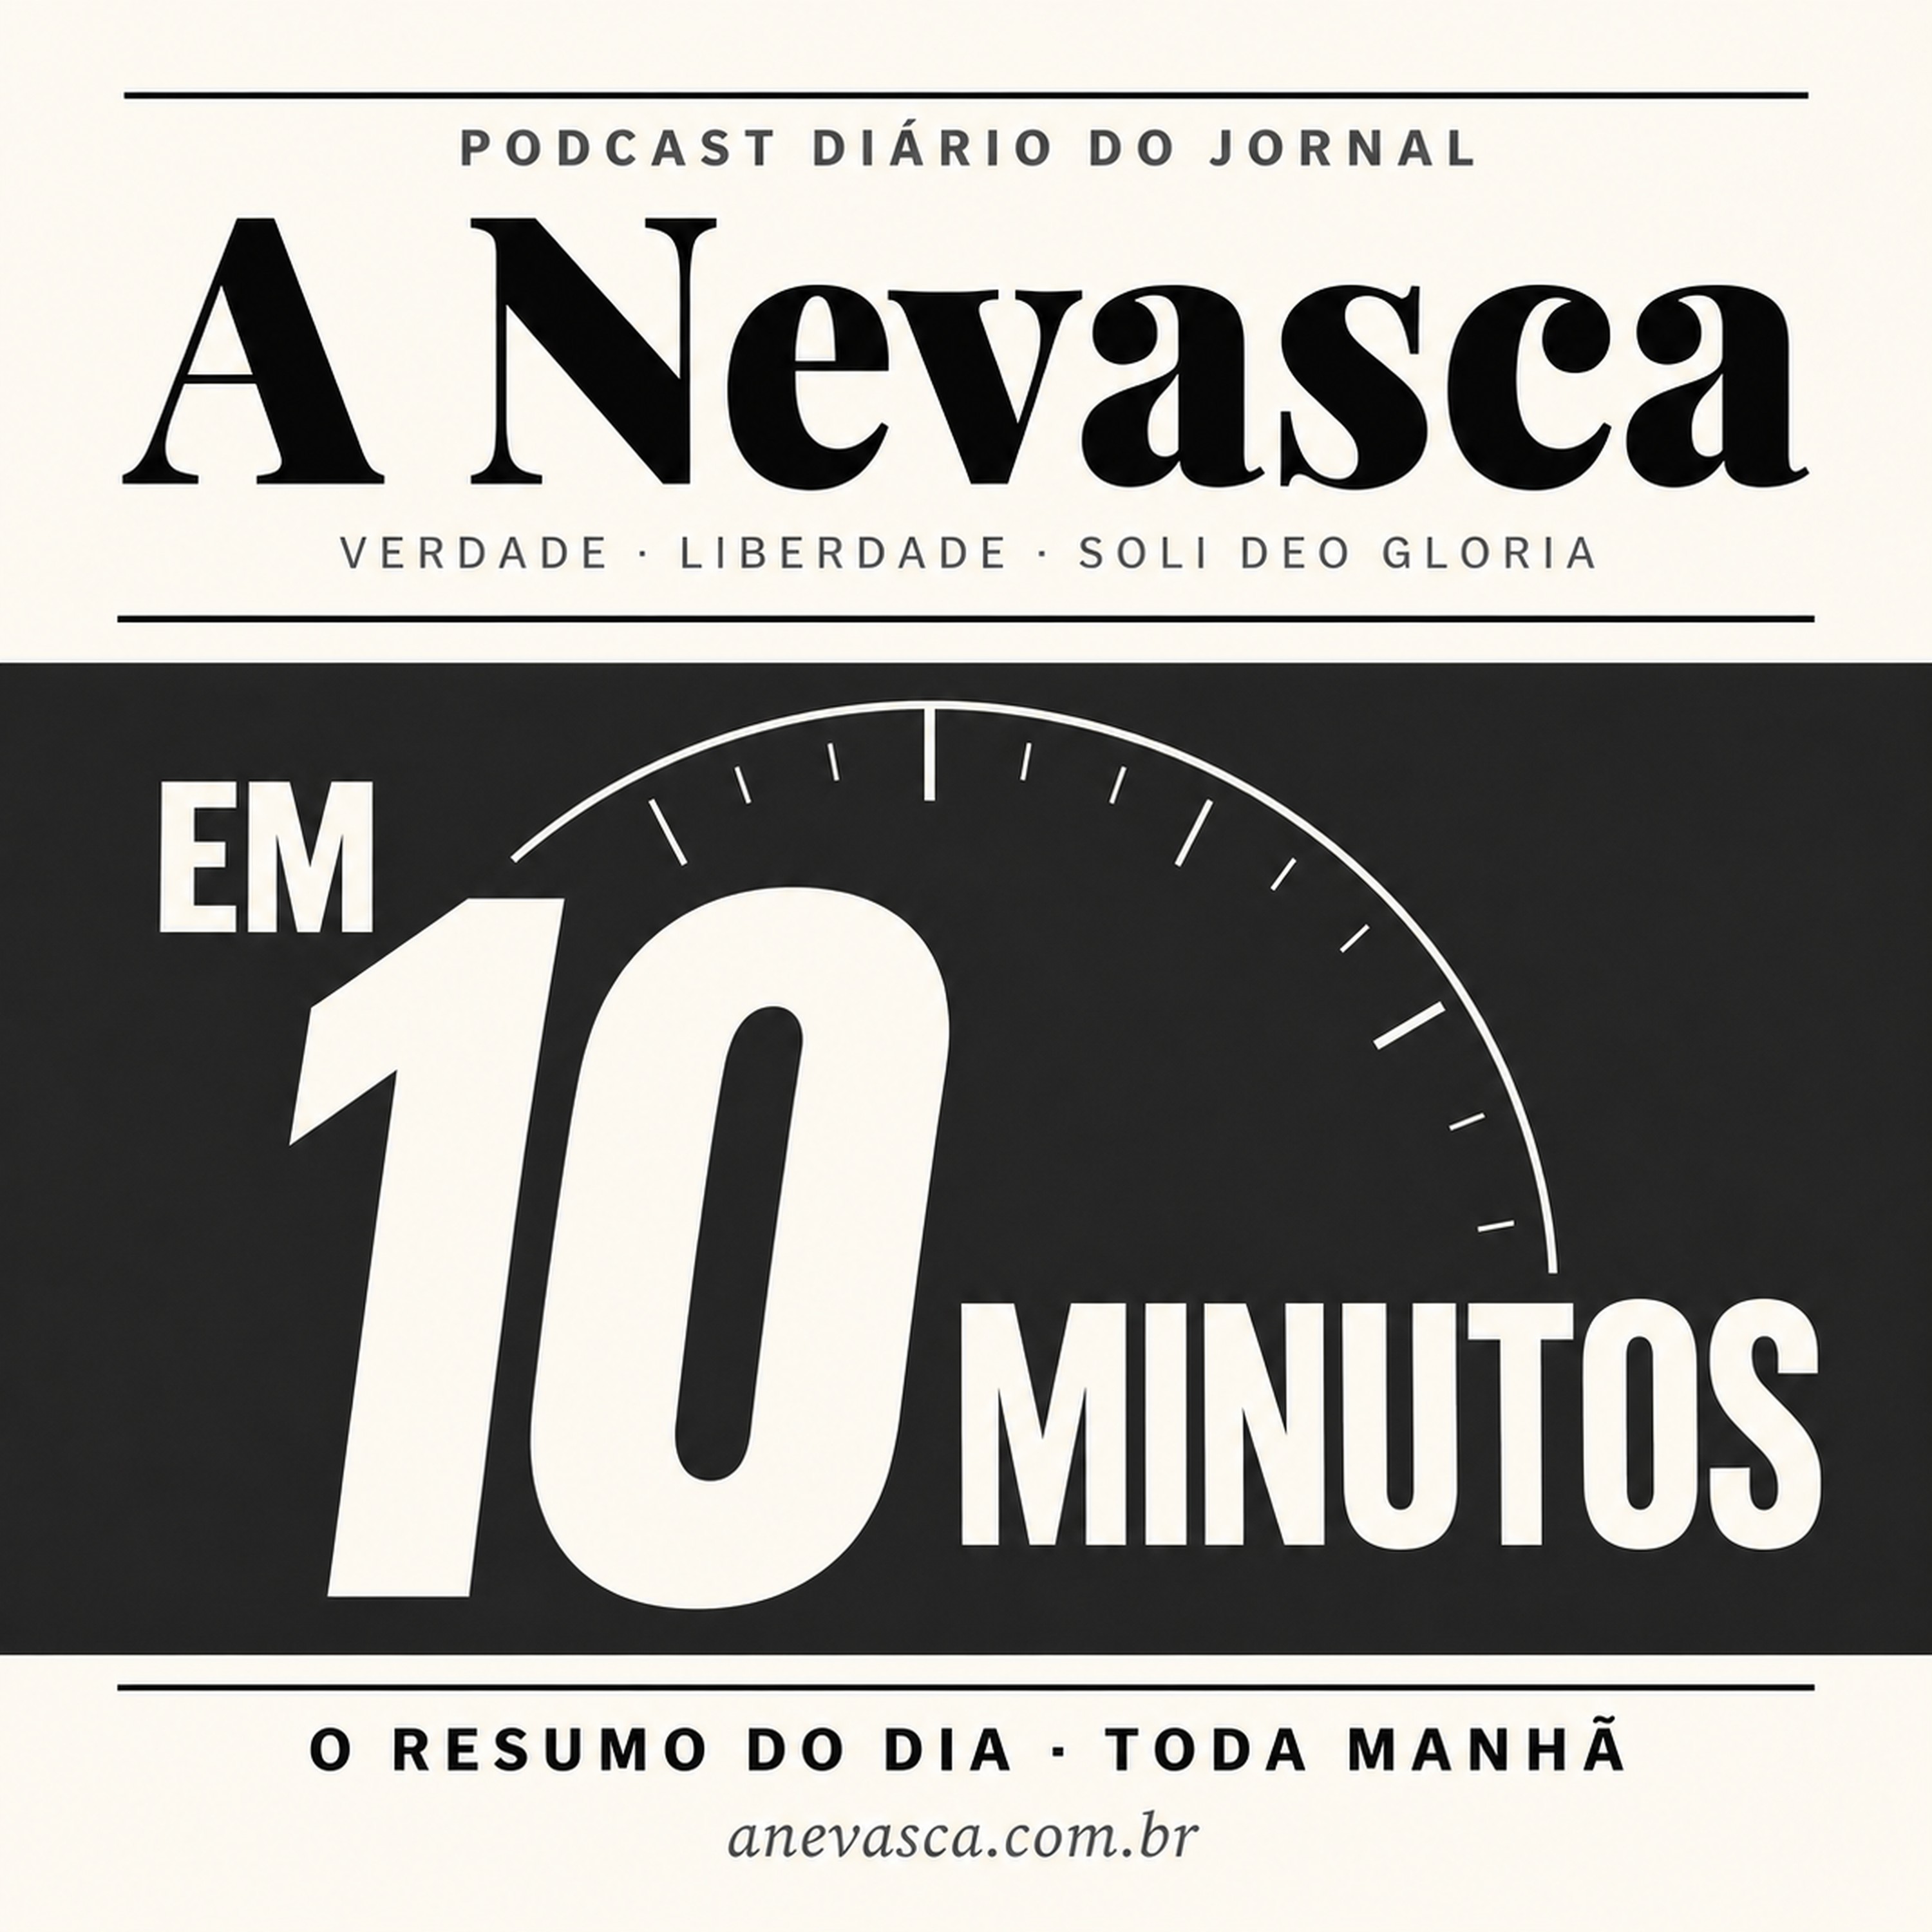 PODCAST DIÁRIO DO JORNAL
A Nevasca
VERDADE · LIBERDADE · SOLI DEO GLORIA
EM
10
MINUTOS
O RESUMO DO DIA · TODA MANHÃ
anevasca.com.br